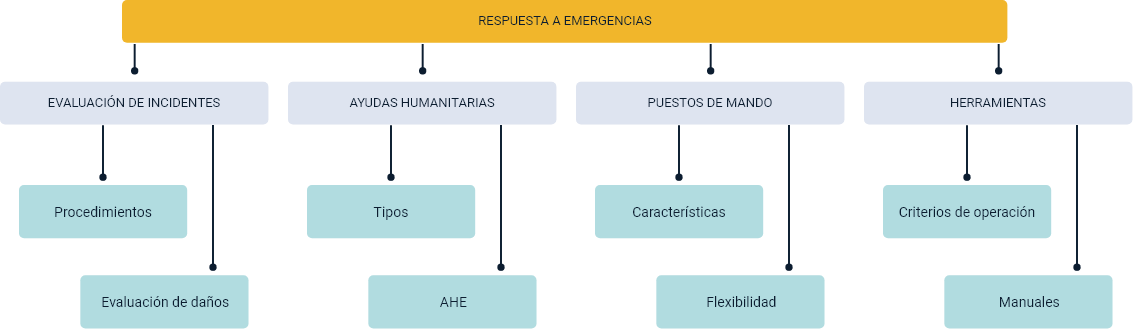 RESPUESTA A EMERGENCIAS
EVALUACIÓN DE INCIDENTES
AYUDAS HUMANITARIAS
PUESTOS DE MANDO
HERRAMIENTAS
Procedimientos
Tipos
Características
Criterios de operación
Evaluación de daños
AHE
Flexibilidad
Manuales